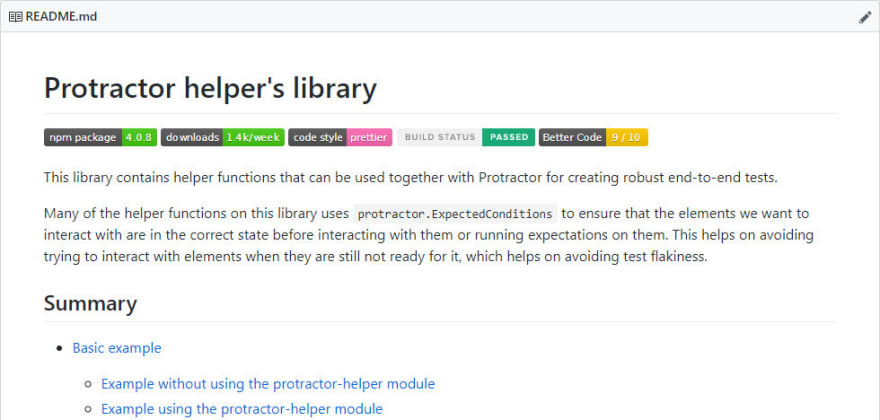 README.md
Protractor helper's library
npm package 4.0.8 downloads 1.4k/week code style prettier BUILD STATUS PASSED Better Code 9 / 10
This library contains helper functions that can be used together with Protractor for creating robust end-to-end tests.
Many of the helper functions on this library uses protractor.ExpectedConditions to ensure that the elements we want to
interact with are in the correct state before interacting with them or running expectations on them. This helps on avoiding
trying to interact with elements when they are still not ready for it, which helps on avoiding test flakiness.
Summary
Basic example
Example without using the protractor-helper module
Example using the protractor-helper module